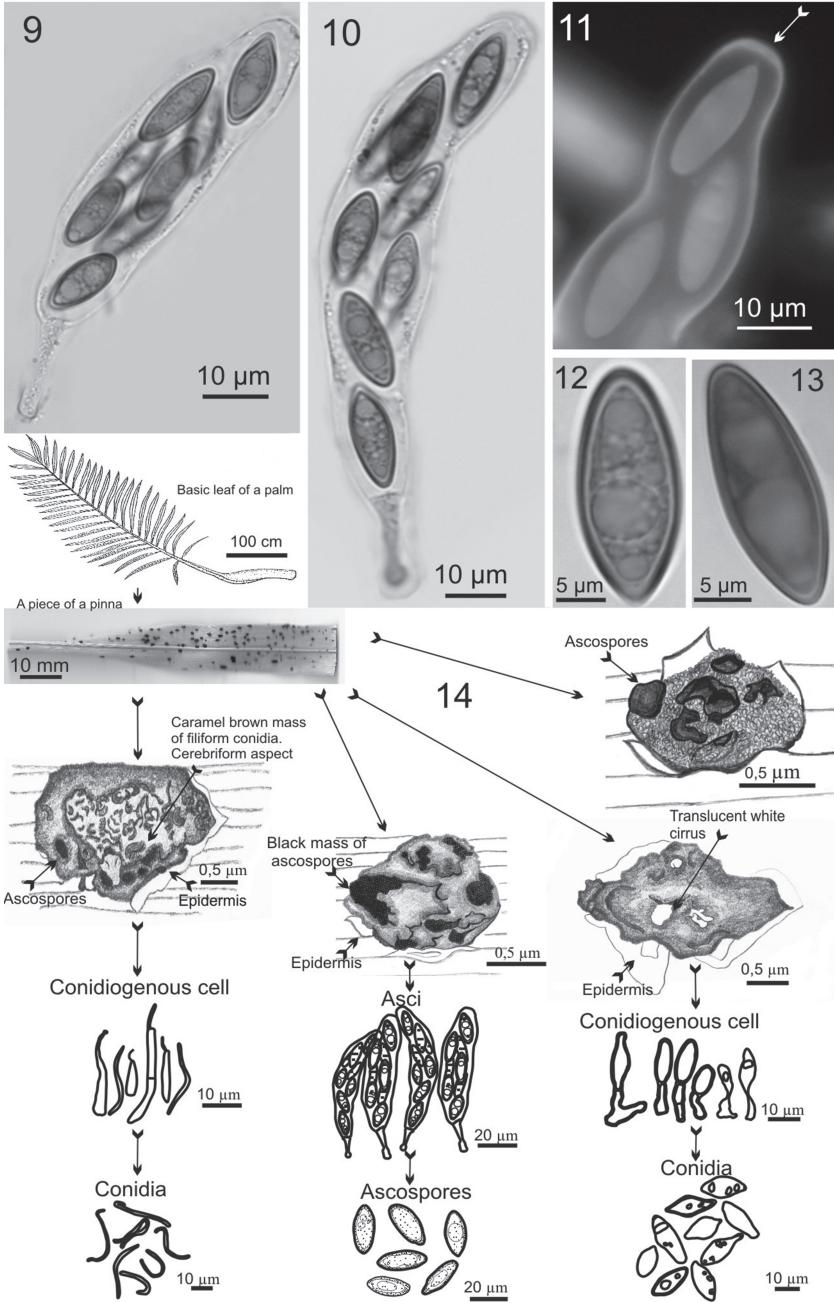 9
10
11
10 µm
10 µm
10 µm
12
13
5 µm
5 µm
Basic leaf of a palm
100 cm
A piece of a pinna
10 mm
14
Ascospores
0,5 µm
Caramel brown mass
of filiform conidia.
Cerebriform aspect
0,5 µm
Ascospores
Epidermis
Black mass of
ascospores
Epidermis
0,5 µm
Translucent white
cirrus
Epidermis
0,5 µm
Conidiogenous cell
10 µm
Conidia
10 µm
Asci
20 µm
Ascospores
20 µm
Conidiogenous cell
10 µm
Conidia
10 µm